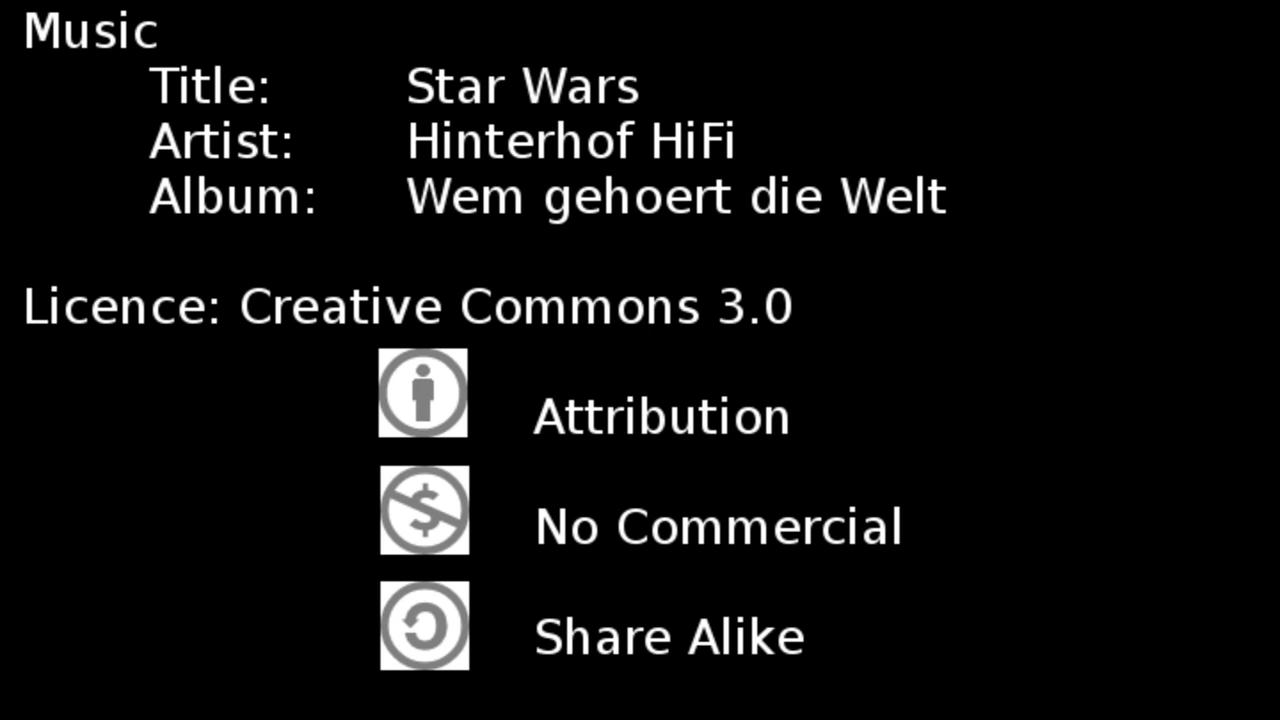 Music
Title: Star Wars
Artist: Hinterhof HiFi
Album: Wem gehoert die Welt
Licence: Creative Commons 3.0
Attribution
$
No Commercial
Share Alike